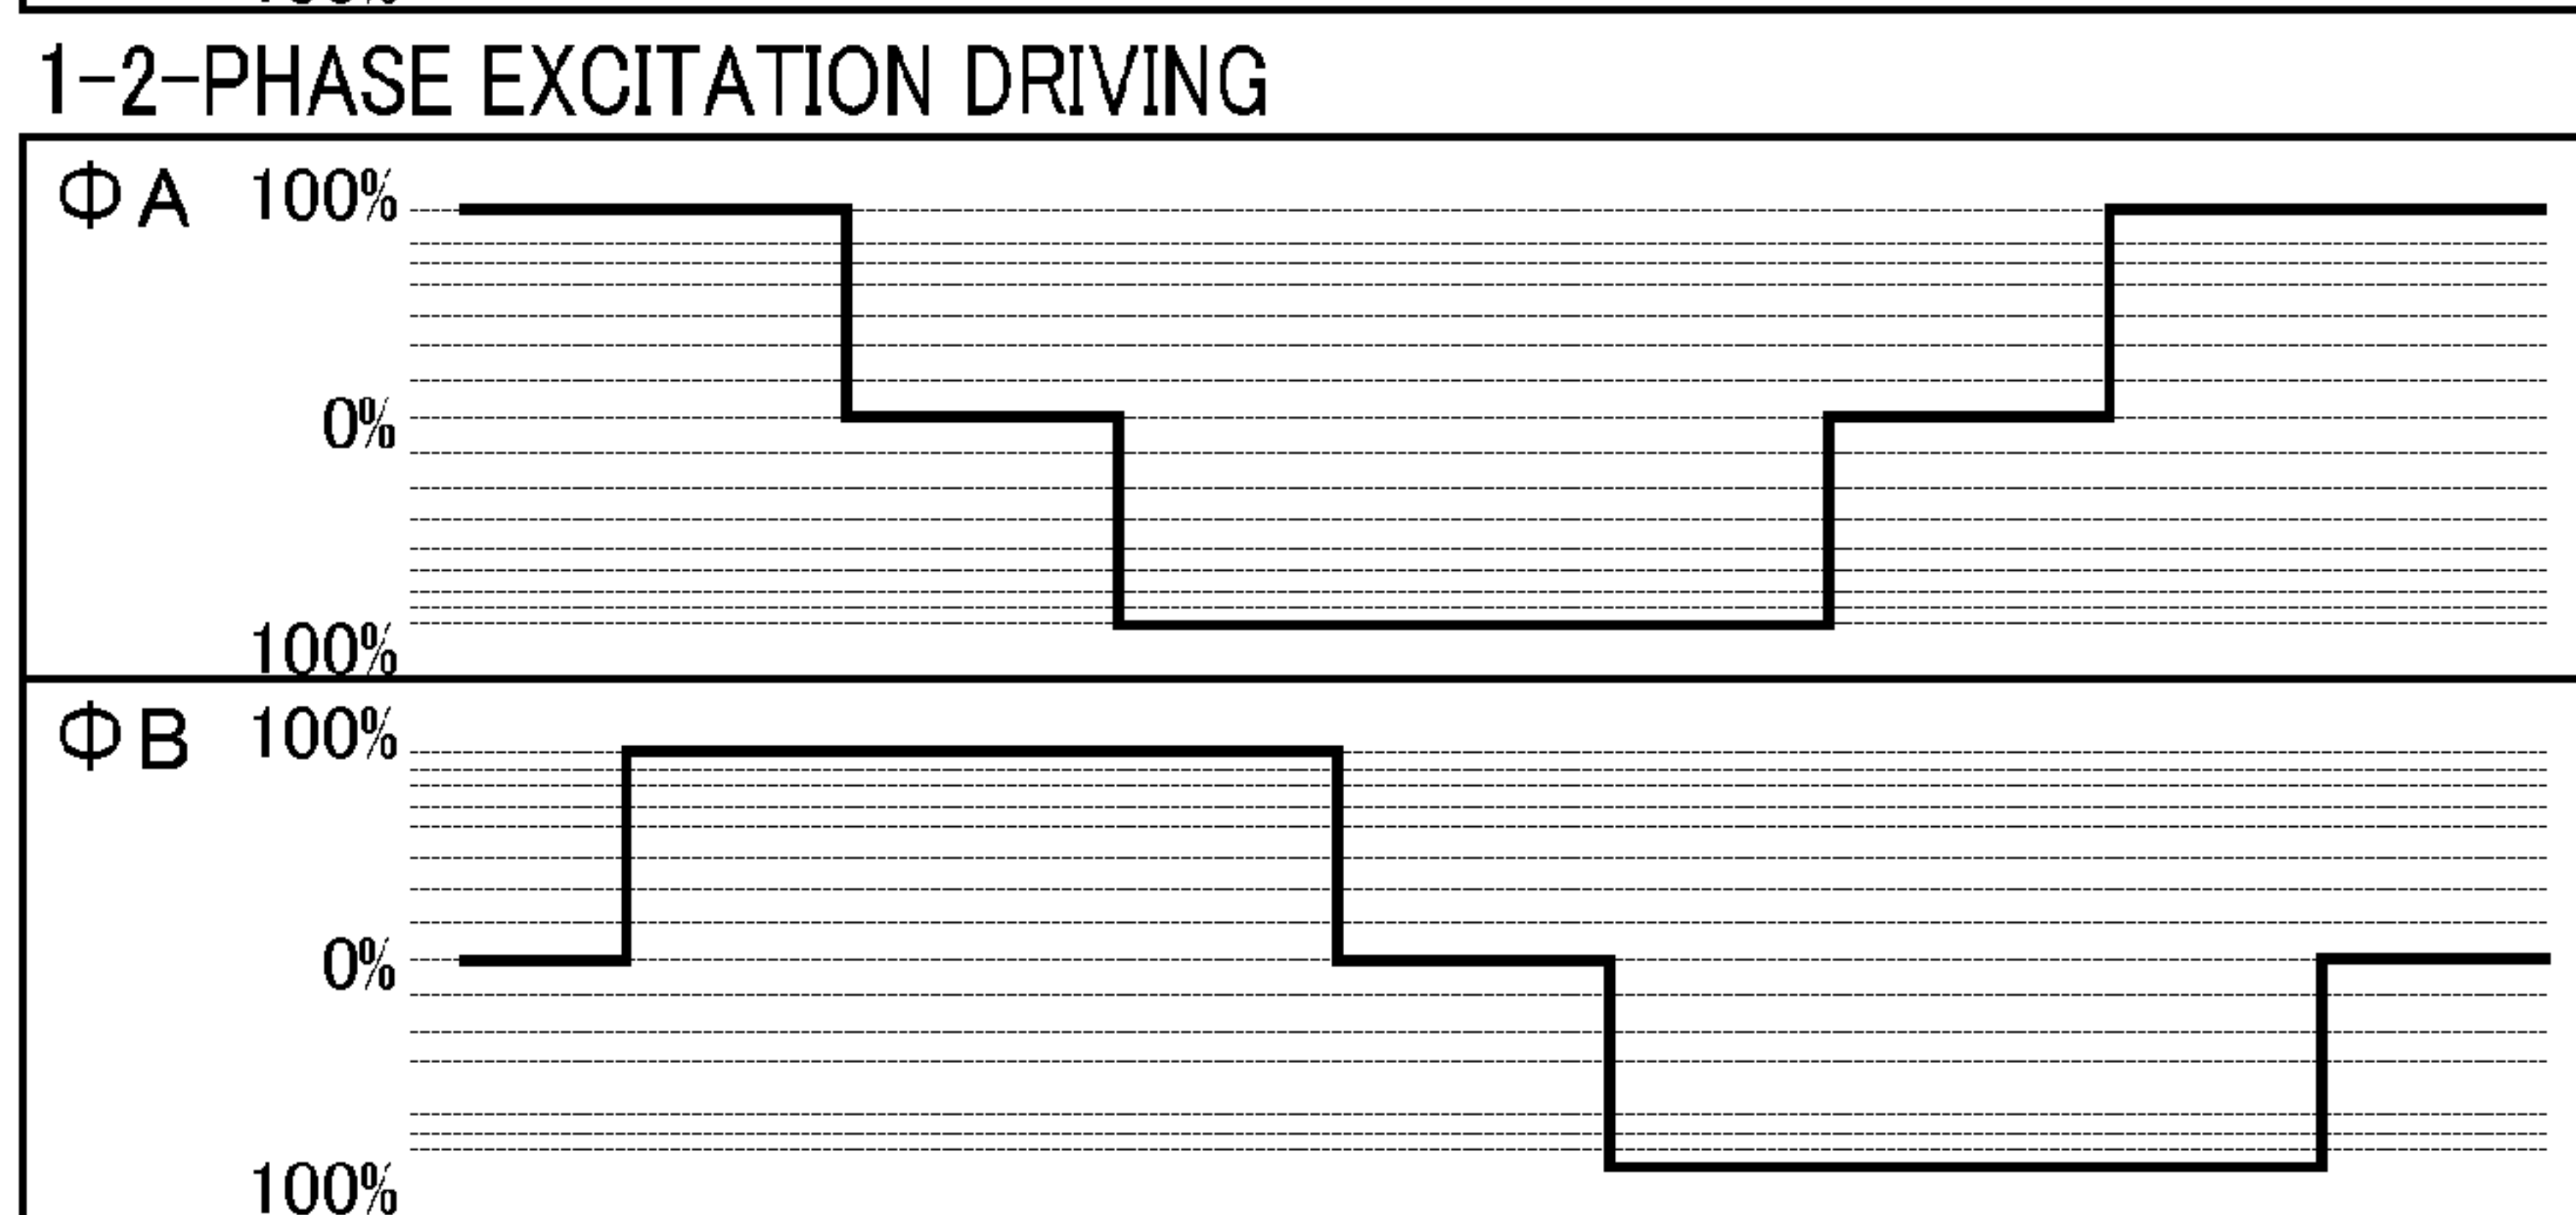 1-2-PHASE EXCITATION DRIVING
ΦA 100%
0%
100%
ΦB 100%
0%
100%